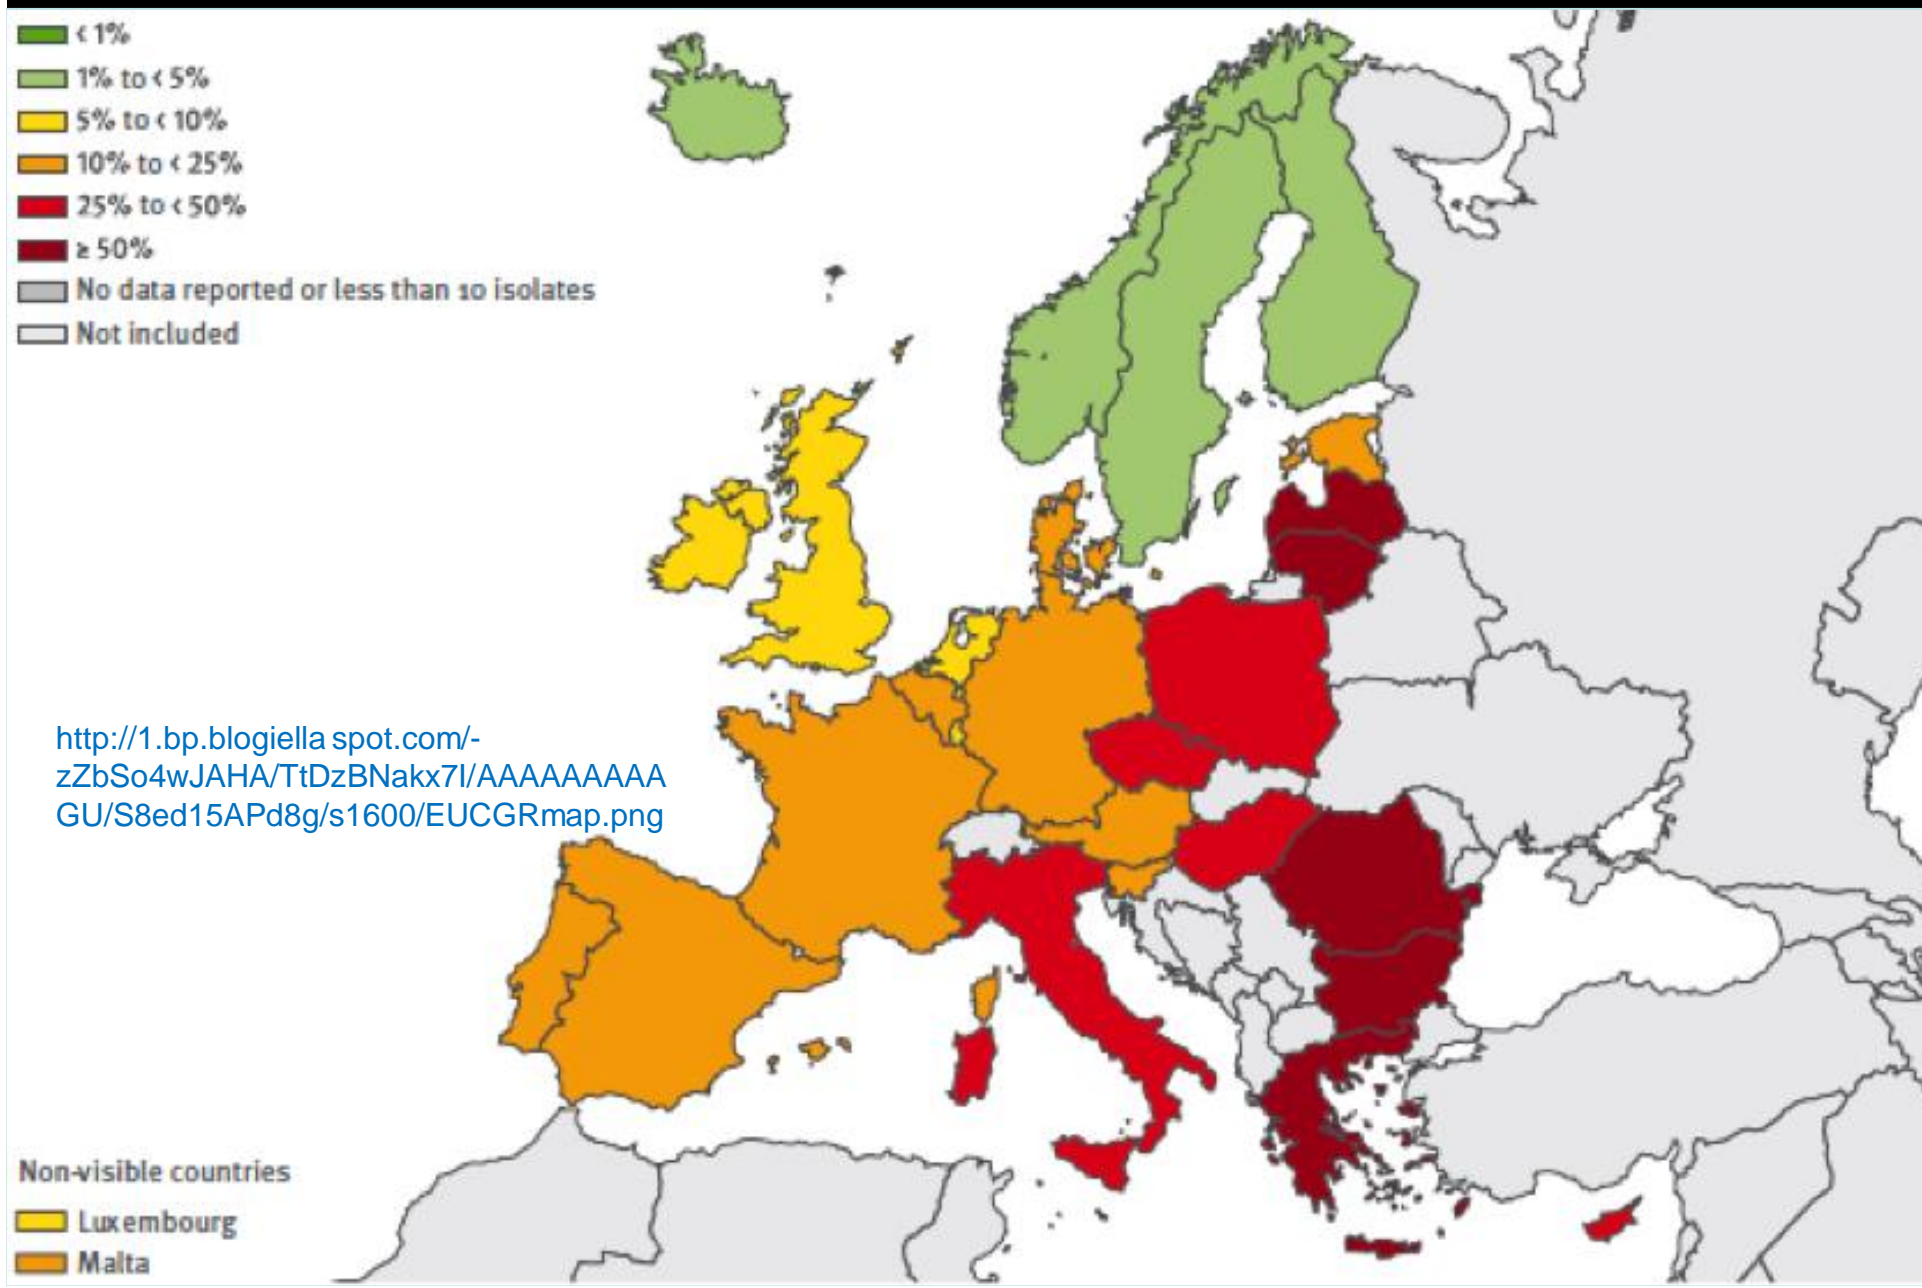 < 1%
1% to < 5%
5% to < 10%
10% to < 25%
25% to < 50%
≥ 50%
No data reported or less than 10 isolates
Not included
http://1.bp.blogiella spot.com/-
zZbSo4wJAHA/TtDzBNakx7I/AAAAAAAAA
GU/S8ed15APd8g/s1600/EUCGRmap.png
Non-visible countries
Luxembourg
Malta